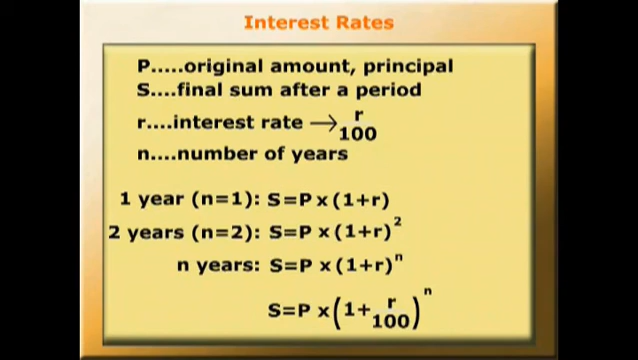 Interest Rates
P.....original amount, principal
S....final sum after a period
r....interest rate → r/100
n....number of years
1 year (n=1): S=P x (1+r)
2 years (n=2): S=P x (1+r)²
n years: S=P x (1+r)ⁿ
S=P x (1+ r/100)ⁿ